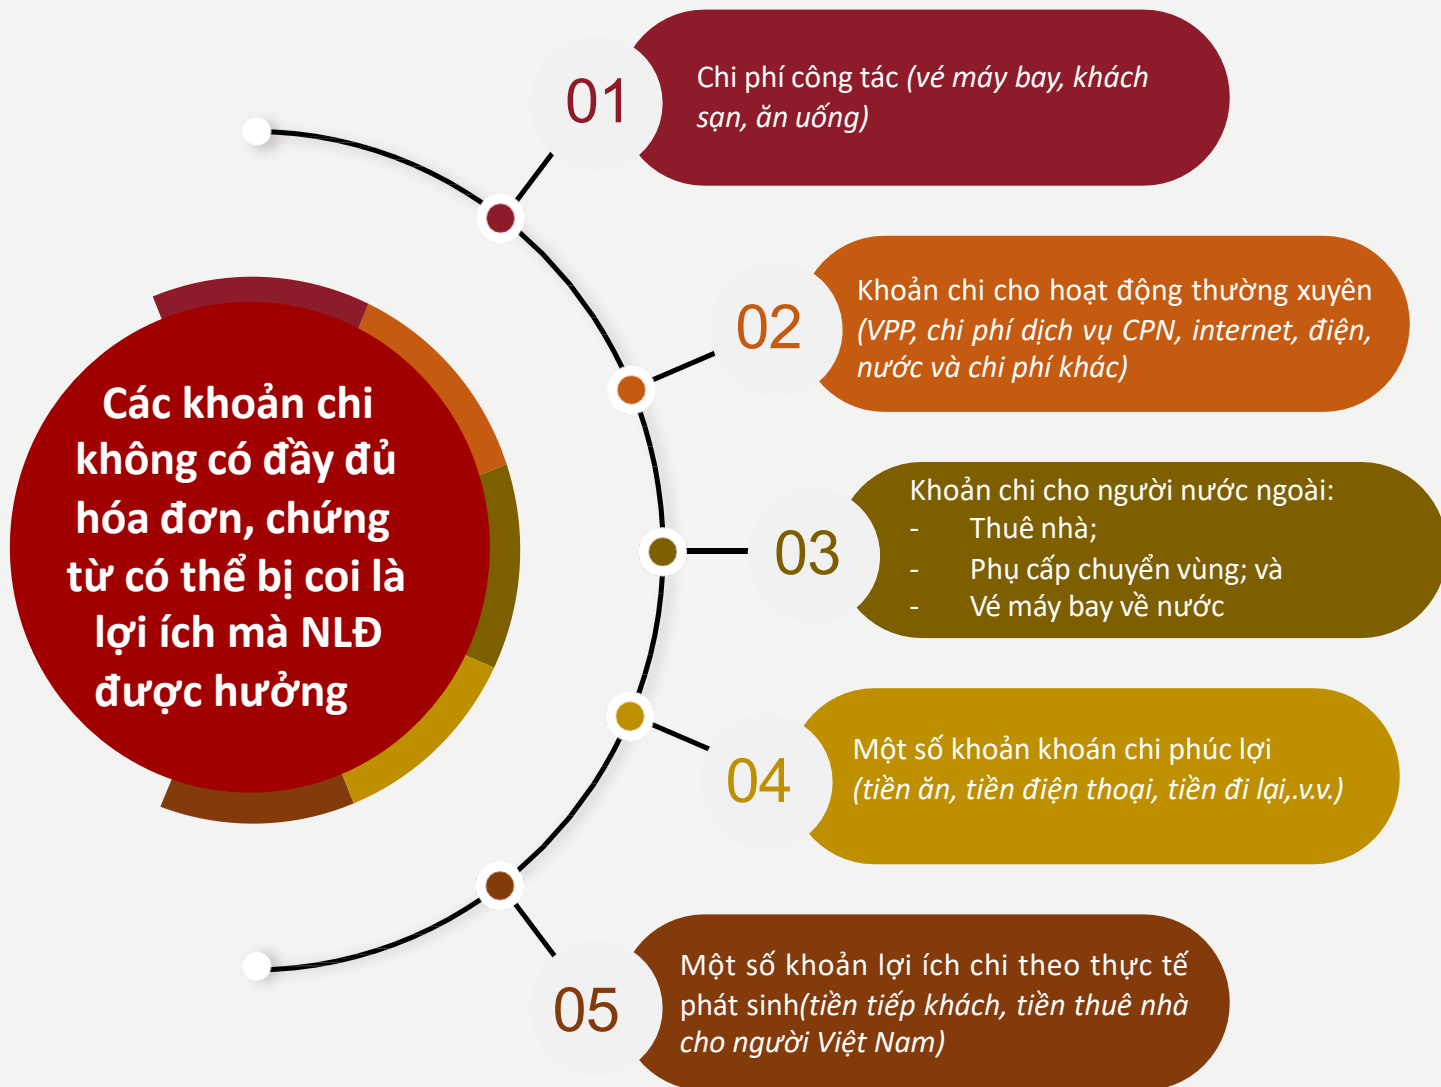 Các khoản chi
không có đầy đủ
hóa đơn, chứng
từ có thể bị coi là
lợi ích mà NLĐ
được hưởng
01
Chi phí công tác (vé máy bay, khách
sạn, ăn uống)
02
Khoản chi cho hoạt động thường xuyên
(VPP, chi phí dịch vụ CPN, internet, điện,
nước và chi phí khác)
03
Khoản chi cho người nước ngoài:
- Thuê nhà;
- Phụ cấp chuyển vùng; và
- Vé máy bay về nước
04
Một số khoản khoán chi phúc lợi
(tiền ăn, tiền điện thoại, tiền đi lại,.v.v.)
05
Một số khoản lợi ích chi theo thực tế
phát sinh(tiền tiếp khách, tiền thuê nhà
cho người Việt Nam)